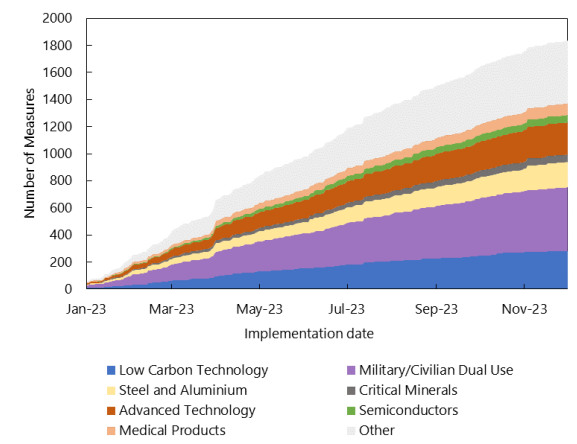 2000
1800
1600
1400
1200
1000
800
600
400
200
0
Number of Measures
Jan-23 Mar-23 May-23 Jul-23 Sep-23 Nov-23
Implementation date
Low Carbon Technology Military/Civilian Dual Use
Steel and Aluminium Critical Minerals
Advanced Technology Semiconductors
Medical Products Other